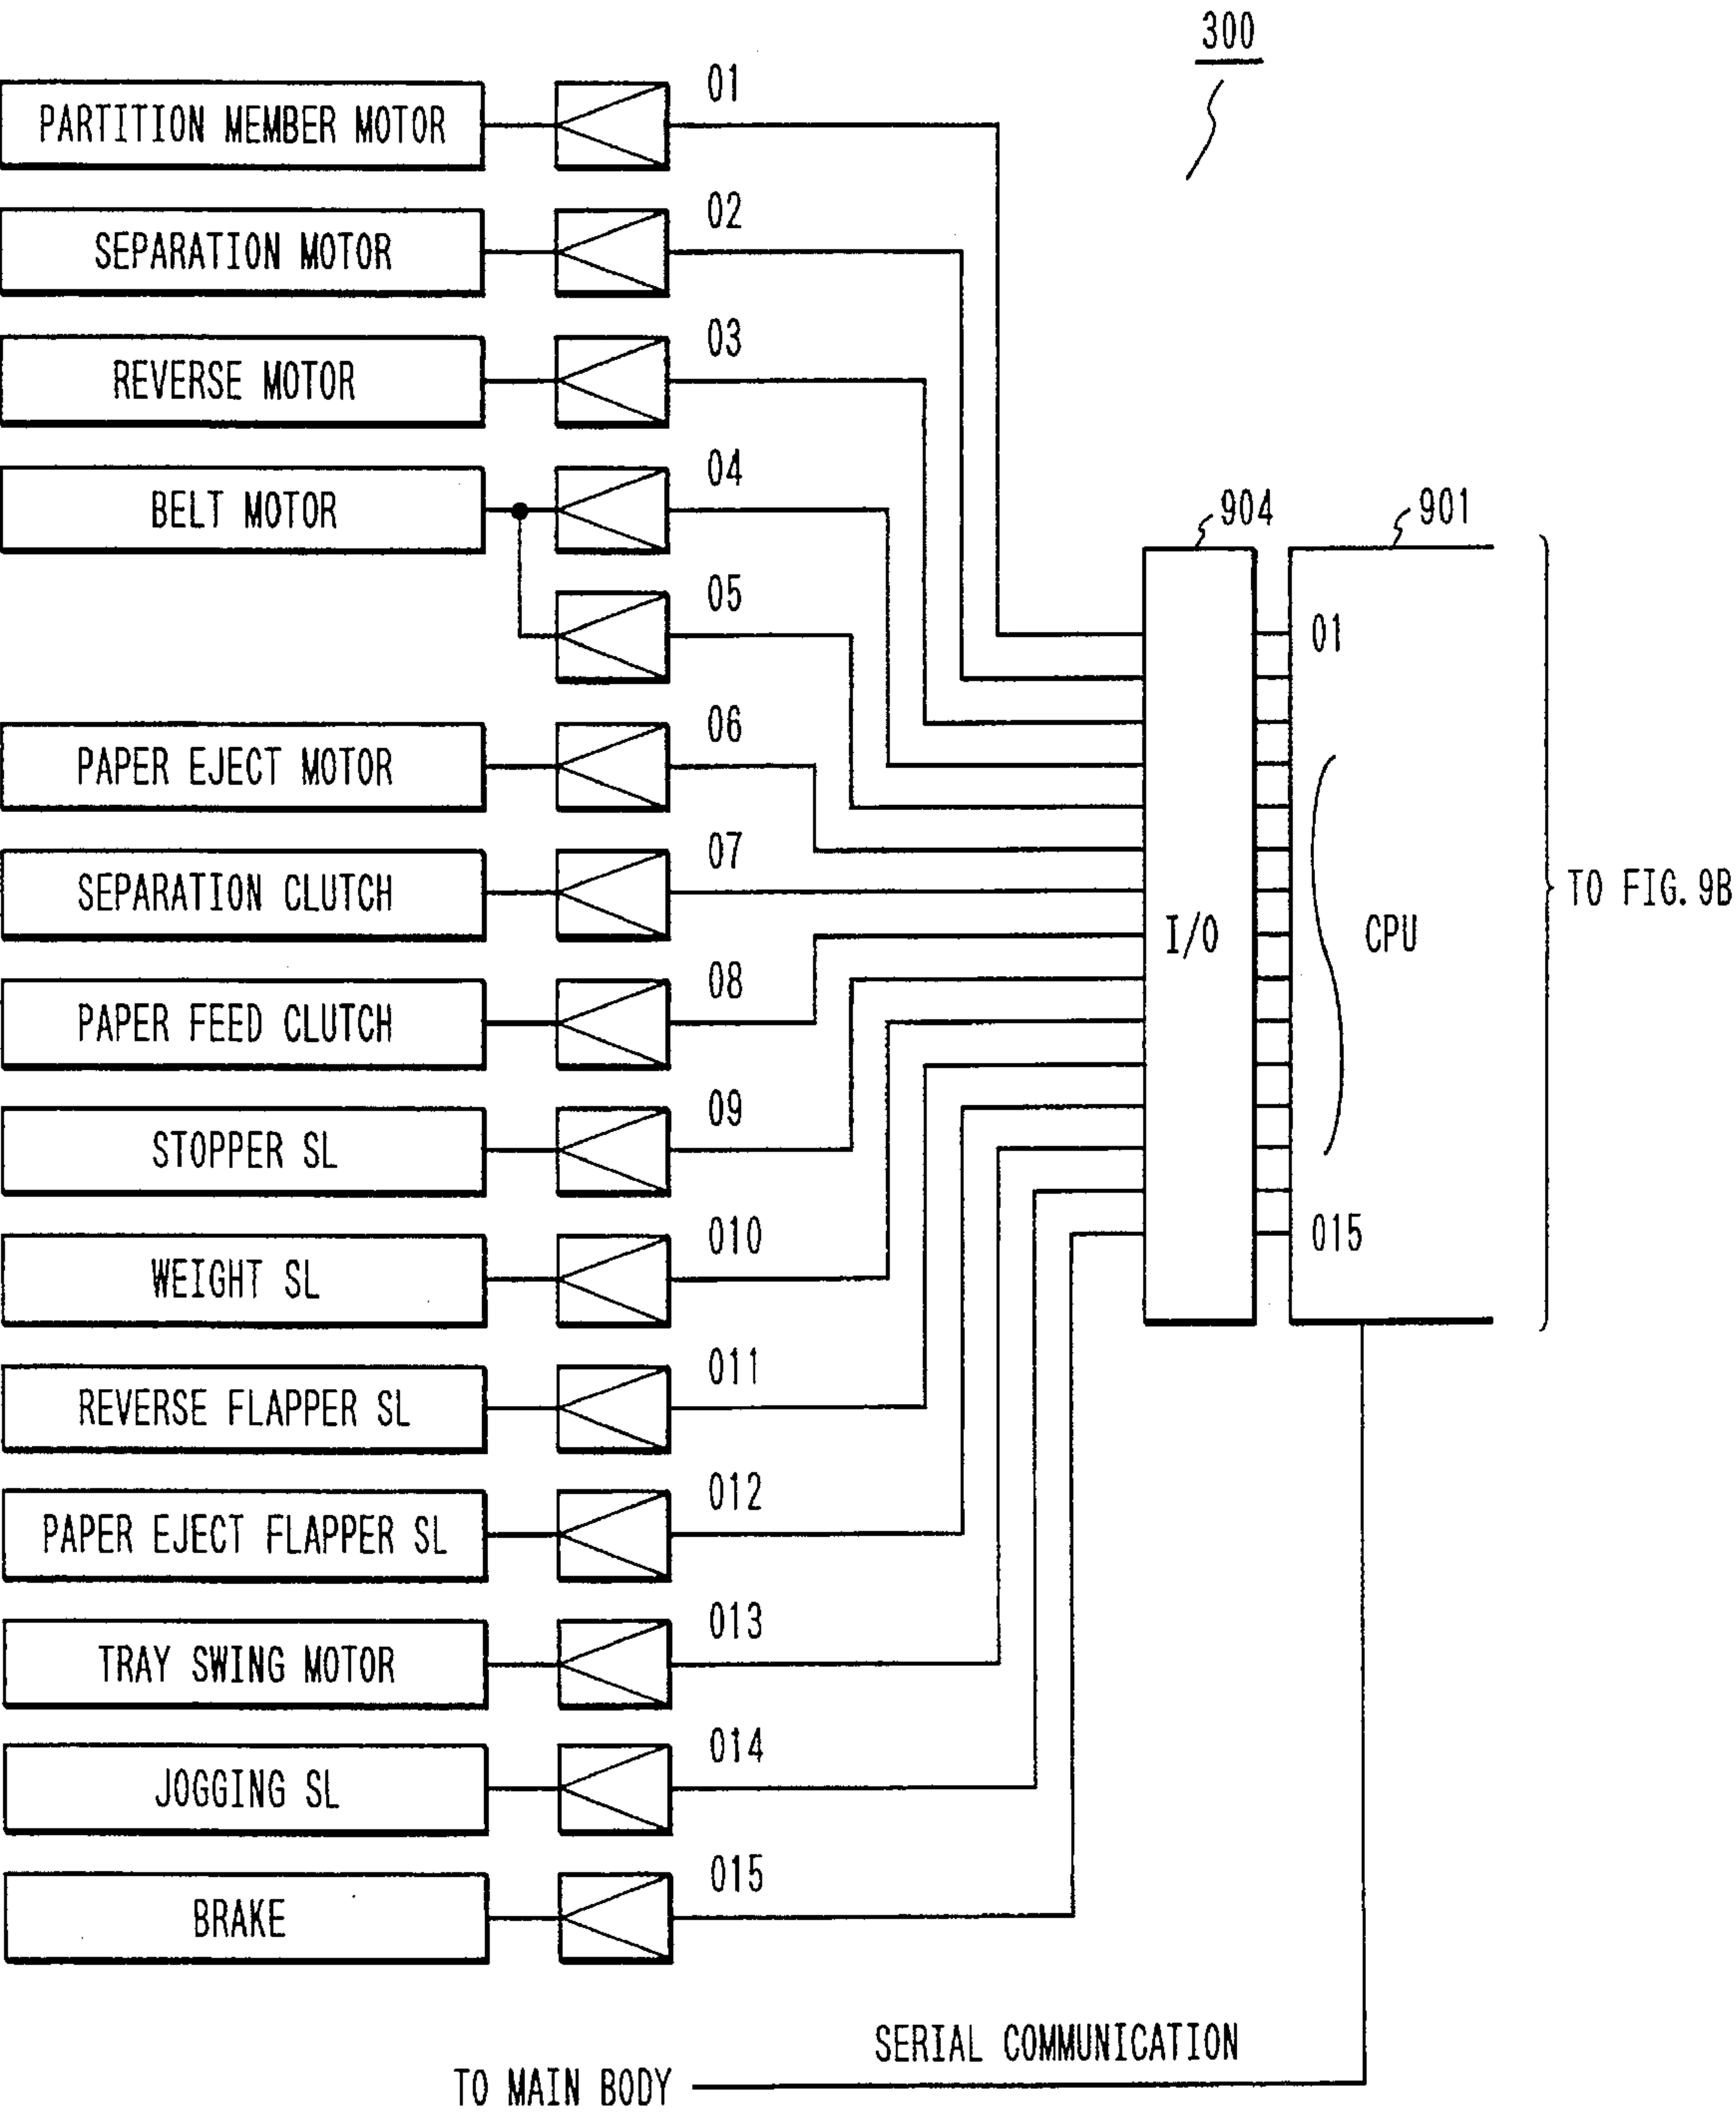 300
PARTITION MEMBER MOTOR
01
SEPARATION MOTOR
02
REVERSE MOTOR
03
BELT MOTOR
04
904
901
05
01
PAPER EJECT MOTOR
06
SEPARATION CLUTCH
07
I/O
CPU
TO FIG.9B
PAPER FEED CLUTCH
08
STOPPER SL
09
WEIGHT SL
010
015
REVERSE FLAPPER SL
011
PAPER EJECT FLAPPER SL
012
TRAY SWING MOTOR
013
JOGGING SL
014
BRAKE
015
SERIAL COMMUNICATION
TO MAIN BODY